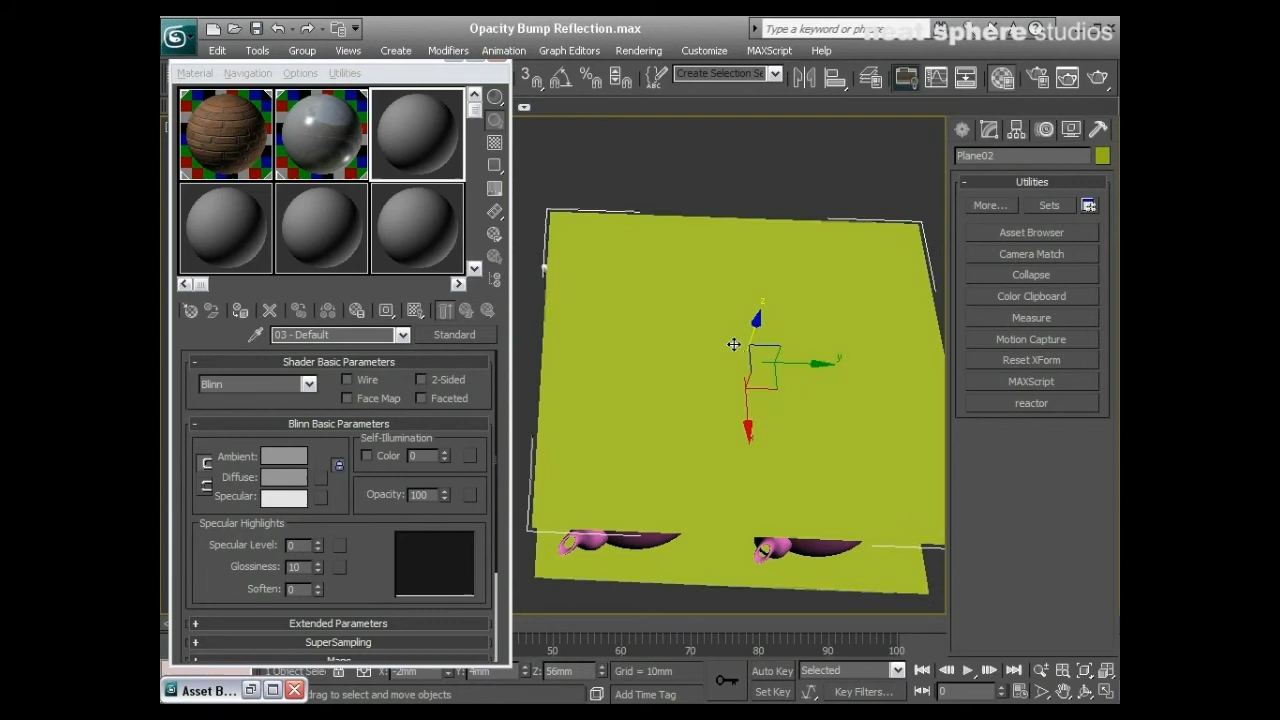 Opacity Bump Reflection.max
Type a keyword or phrase
neat sphere studios
Edit Tools Group Views Create Modifiers Animation Graph Editors Rendering Customize MAXScript Help
Material Navigation Options Utilities
3 % ABC Create Selection Se
Plane02
Utilities
More... Sets
Asset Browser
Camera Match
Collapse
Color Clipboard
Measure
Motion Capture
Reset XForm
MAXScript
reactor
z
y
x
03 - Default Standard
Shader Basic Parameters
Blinn Wire 2-Sided
Face Map Faceted
Blinn Basic Parameters
Self-Illumination
Ambient: Color 0
Diffuse:
Specular: Opacity: 100
Specular Highlights
Specular Level: 0
Glossiness: 10
Soften: 0
Extended Parameters
SuperSampling
Maps
50 60 70 80 90 100
1 Object Sele X: -2mm Y: 4mm Z: 56mm Grid = 10mm Auto Key Selected
Asset B... drag to select and move objects Add Time Tag Set Key Key Filters... 0